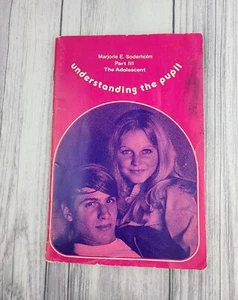 Marjorie E. Soderholm
Part III
The Adolescent
understanding the pupil